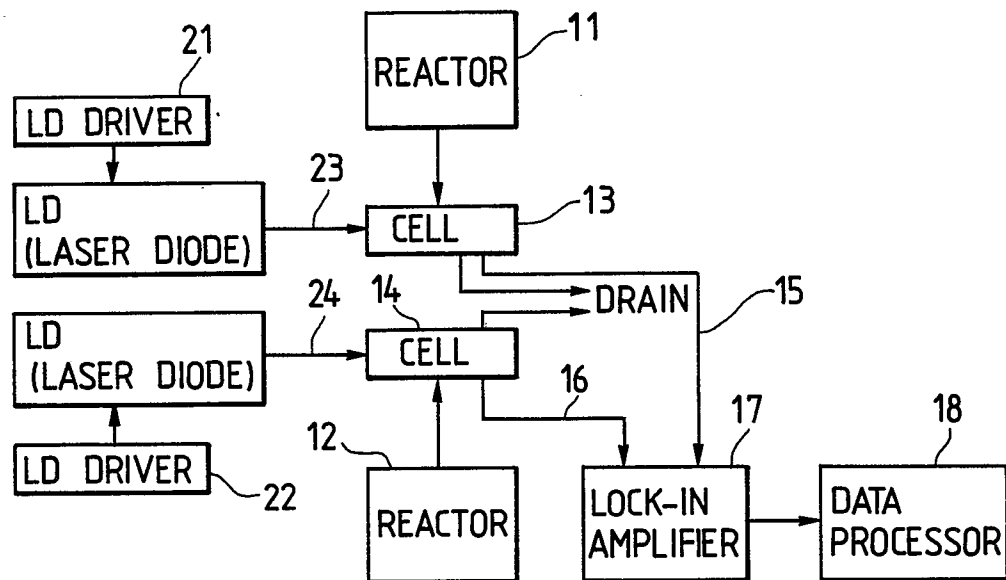 11
REACTOR
21
LD DRIVER
23
13
LD
(LASER DIODE)
CELL
DRAIN
15
24
14
LD
(LASER DIODE)
CELL
16
12
17
18
LD DRIVER
22
REACTOR
LOCK-IN
AMPLIFIER
DATA
PROCESSOR